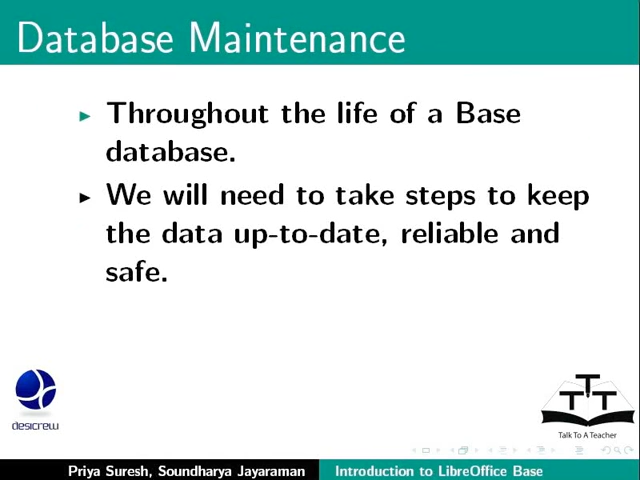 Database Maintenance
Throughout the life of a Base
database.
We will need to take steps to keep
the data up-to-date, reliable and
safe.
desicrew
T T T
Talk To A Teacher
Priya Suresh, Soundharya Jayaraman
Introduction to LibreOffice Base